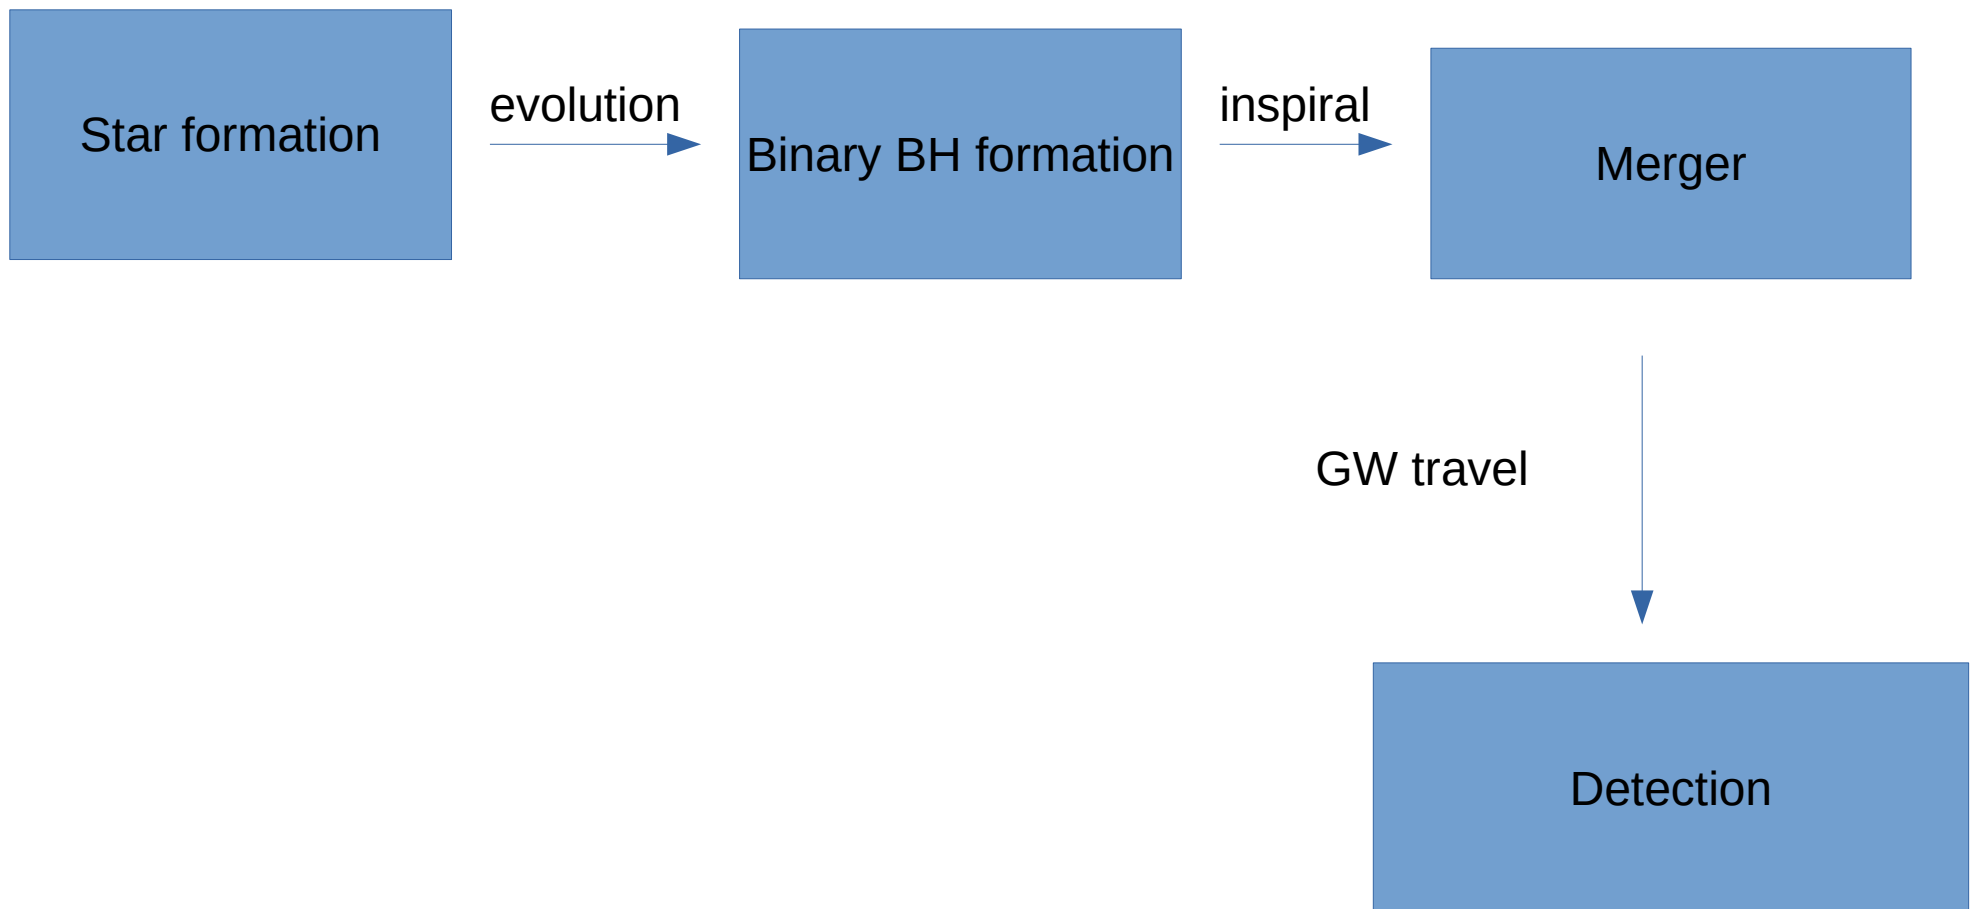 Star formation
evolution
Binary BH formation
inspiral
Merger
GW travel
Detection